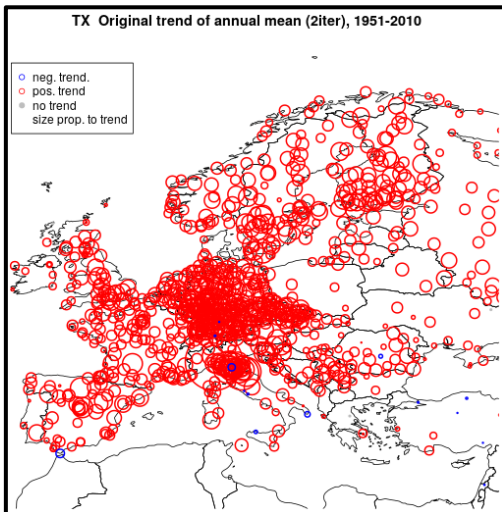 TX Original trend of annual mean (2iter), 1951-2010
neg. trend.
pos. trend
no trend
size prop. to trend